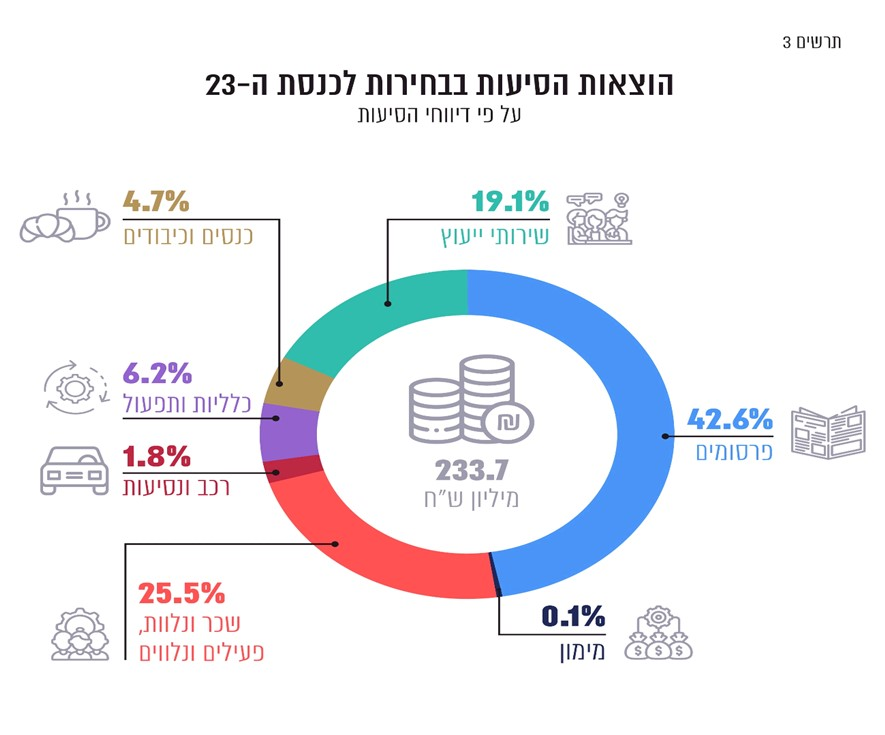 תרשים 3
הוצאות הסיעות בבחירות לכנסת ה-23
על פי דיווחי הסיעות
19.1%
שירותי ייעוץ
4.7%
כנסים וכיבודים
6.2%
כלליות ותפעול
42.6%
פרסומים
1.8%
רכב ונסיעות
233.7
מיליון ש"ח
25.5%
שכר ונלוות,
פעילים ונלווים
0.1%
מימון